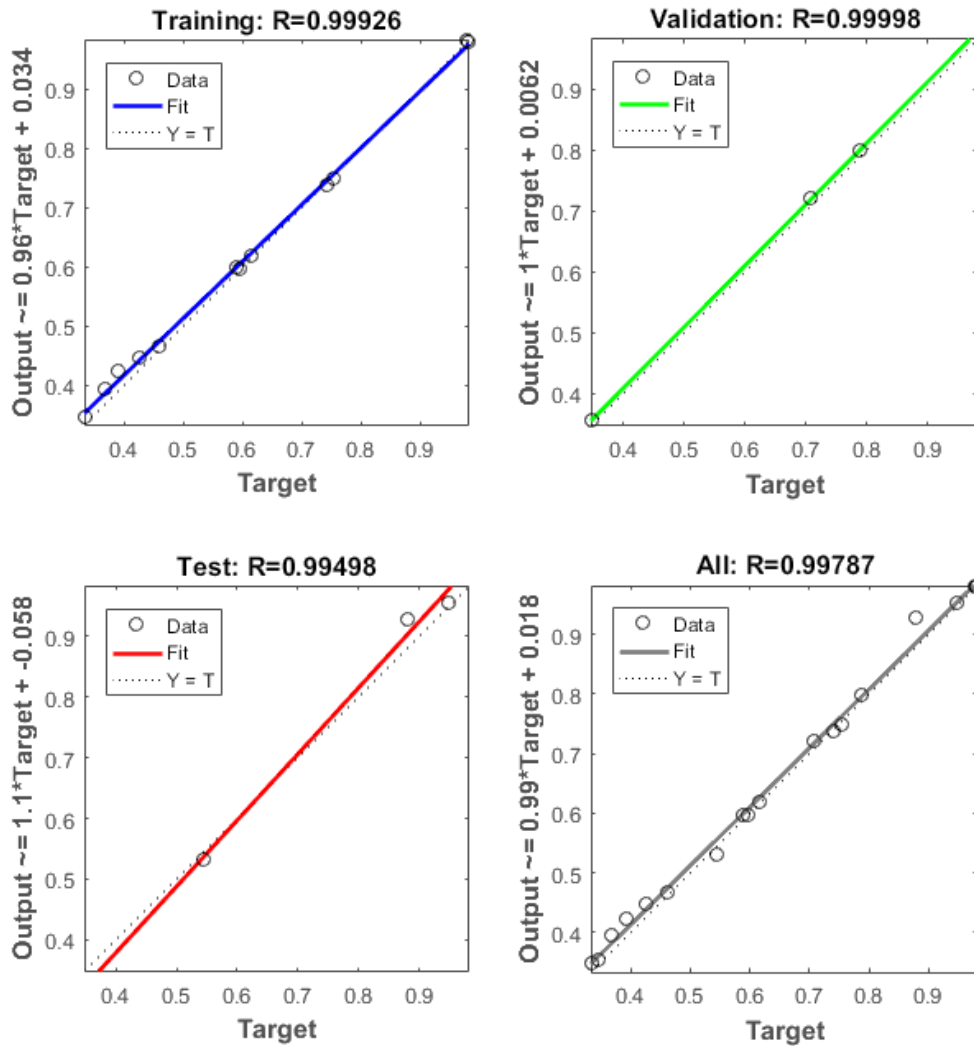 Training: R=0.99926
Output ~= 0.96*Target + 0.034
0.9
0.8
0.7
0.6
0.5
0.4
Data
Fit
Y = T
0.4 0.5 0.6 0.7 0.8 0.9
Target
Validation: R=0.99998
Output ~= 1*Target + 0.0062
0.9
0.8
0.7
0.6
0.5
0.4
Data
Fit
Y = T
0.4 0.5 0.6 0.7 0.8 0.9
Target
Test: R=0.99498
Output ~= 1.1*Target + -0.058
0.9
0.8
0.7
0.6
0.5
0.4
Data
Fit
Y = T
0.4 0.5 0.6 0.7 0.8 0.9
Target
All: R=0.99787
Output ~= 0.99*Target + 0.018
0.9
0.8
0.7
0.6
0.5
0.4
Data
Fit
Y = T
0.4 0.5 0.6 0.7 0.8 0.9
Target